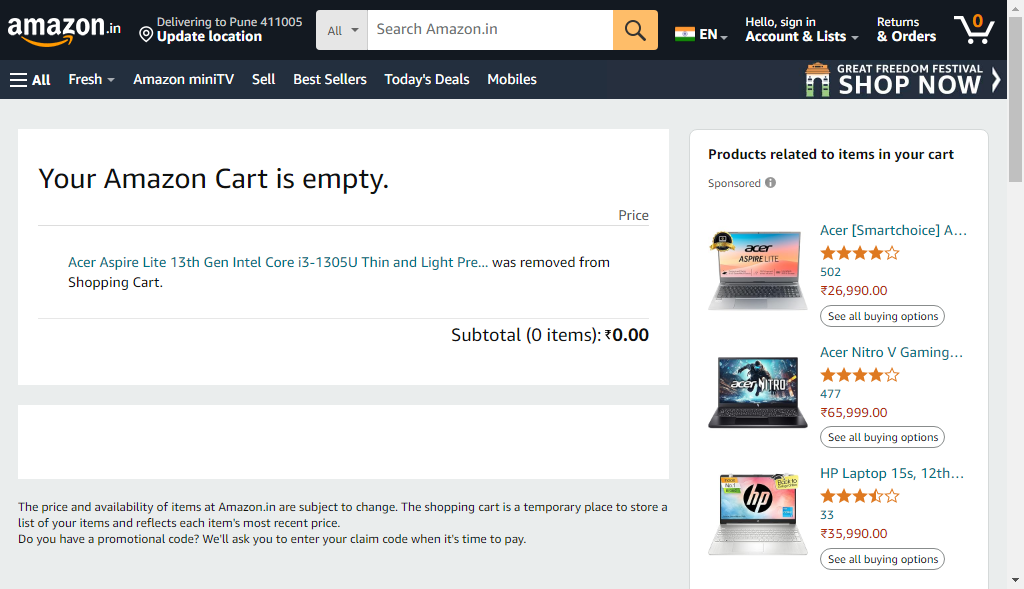 amazon.in
Delivering to Pune 411005
Update location
All
Search Amazon.in
EN
Hello, sign in
Account & Lists
Returns
& Orders
0
All
Fresh
Amazon miniTV
Sell
Best Sellers
Today's Deals
Mobiles
GREAT FREEDOM FESTIVAL
SHOP NOW
Your Amazon Cart is empty.
Price
Acer Aspire Lite 13th Gen Intel Core i3-1305U Thin and Light Pre... was removed from
Shopping Cart.
Subtotal (0 items): ₹0.00
The price and availability of items at Amazon.in are subject to change. The shopping cart is a temporary place to store a
list of your items and reflects each item's most recent price.
Do you have a promotional code? We'll ask you to enter your claim code when it's time to pay.
Products related to items in your cart
Sponsored
acer
ASPIRE LITE
Acer [Smartchoice] A...
502
₹26,990.00
See all buying options
acer NITRO
Acer Nitro V Gaming...
477
₹65,999.00
See all buying options
hp
HP Laptop 15s, 12th...
33
₹35,990.00
See all buying options